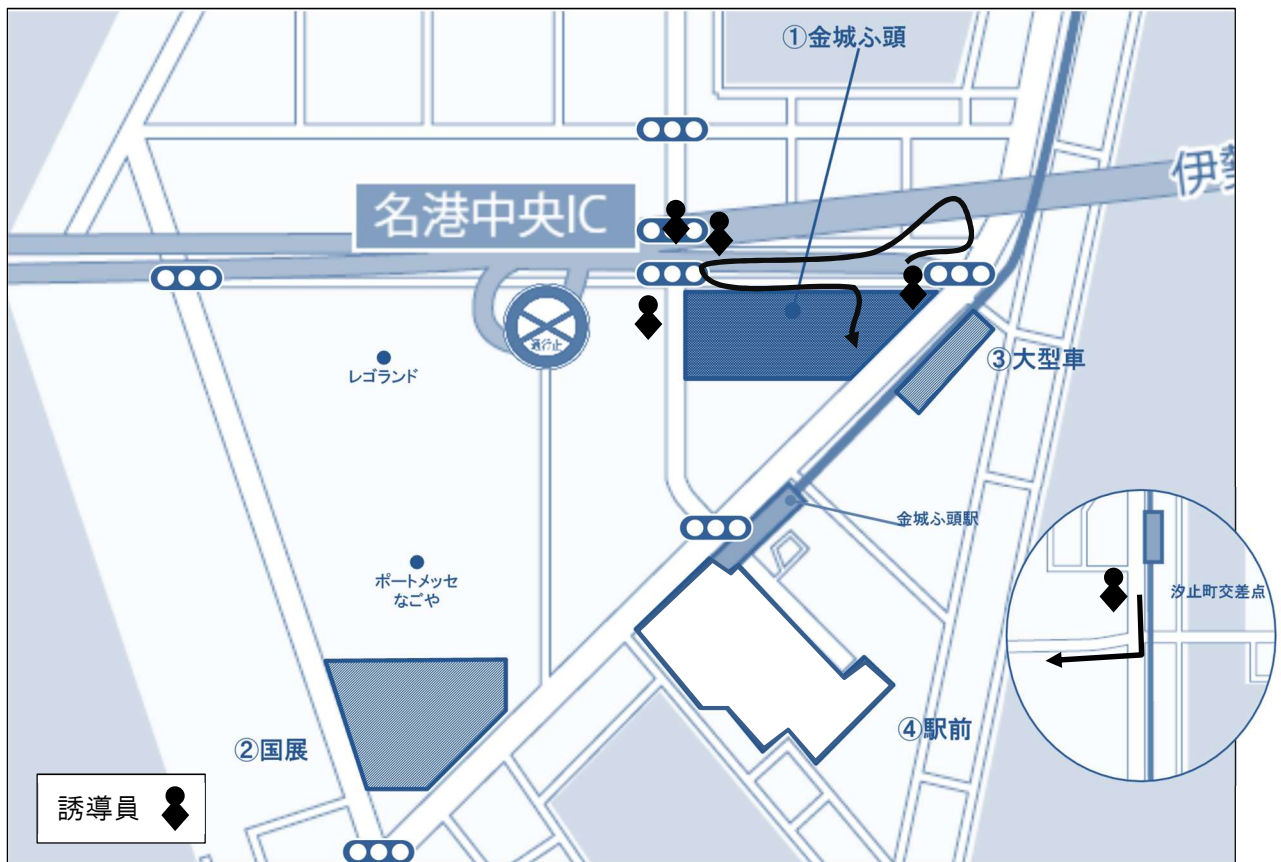 ①金城ふ頭
伊勢
名港中央IC
通行止
レゴランド
③大型車
金城ふ頭駅
ポートメッセ
なごや
汐止町交差点
②国展
④駅前
誘導員